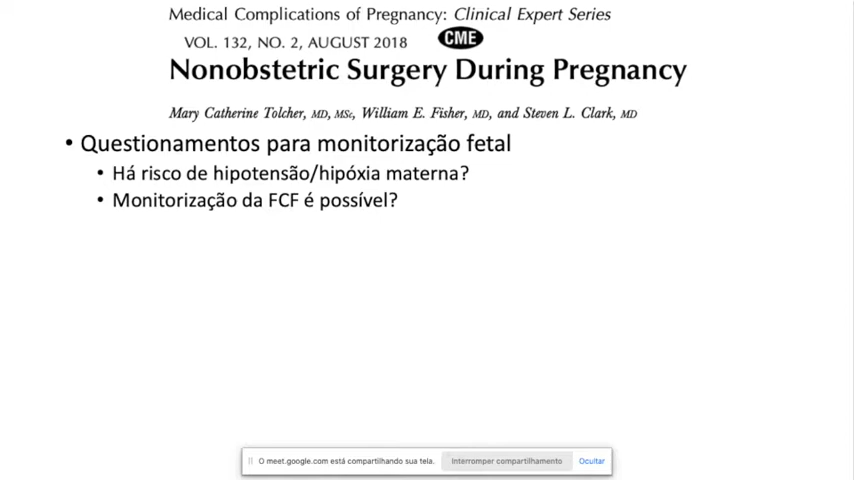 Medical Complications of Pregnancy: Clinical Expert Series
VOL. 132, NO. 2, AUGUST 2018 CME
Nonobstetric Surgery During Pregnancy
Mary Catherine Tolcher, MD, MSc, William E. Fisher, MD, and Steven L. Clark, MD
• Questionamentos para monitorização fetal
• Há risco de hipotensão/hipóxia materna?
• Monitorização da FCF é possível?
O meet.google.com está compartilhando sua tela. Interromper compartilhamento Ocultar